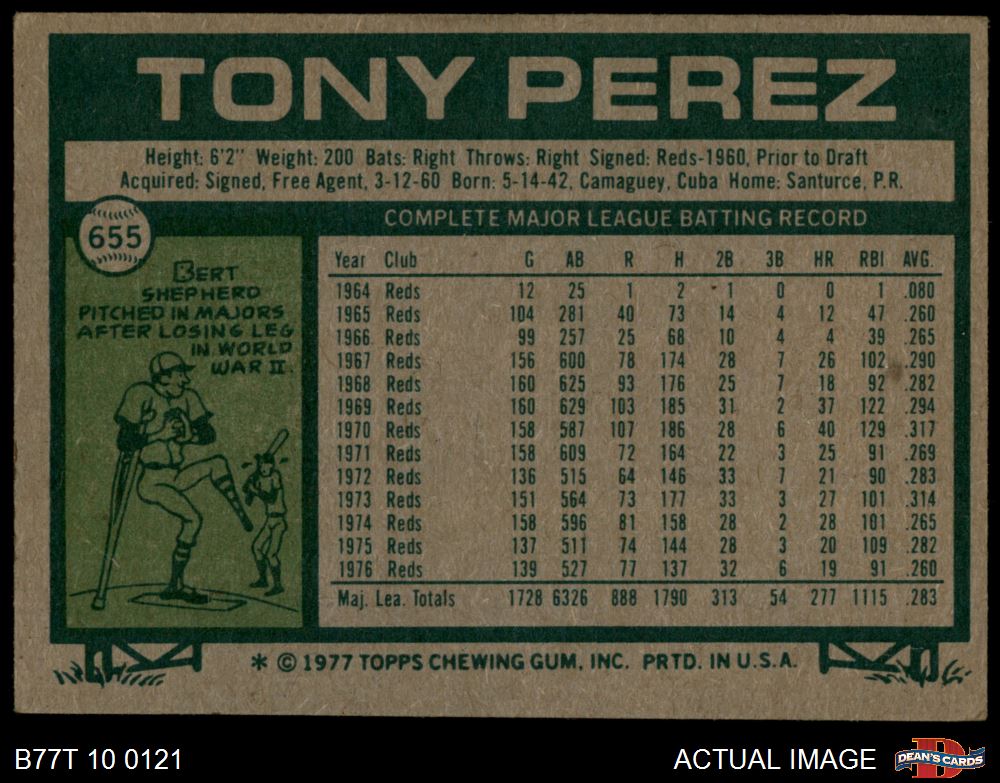 TONY PEREZ
Height: 6'2" Weight: 200 Bats: Right Throws: Right Signed: Reds-1960, Prior to Draft
Acquired: Signed, Free Agent, 3-12-60 Born: 5-14-42, Camaguey, Cuba Home: Santurce, P.R.
655
BERT
SHEPHERD
PITCHED IN MAJORS
AFTER LOSING LEG
IN WORLD
WAR II.
COMPLETE MAJOR LEAGUE BATTING RECORD
Year Club G AB R H 2B 3B HR RBI AVG.
1964 Reds 12 25 1 2 1 0 0 1 .080
1965 Reds 104 281 40 73 14 4 12 47 .260
1966 Reds 99 257 25 68 10 4 4 39 .265
1967 Reds 156 600 78 174 28 7 26 102 .290
1968 Reds 160 625 93 176 25 7 18 92 .282
1969 Reds 160 629 103 185 31 2 37 122 .294
1970 Reds 158 587 107 186 28 6 40 129 .317
1971 Reds 158 609 72 164 22 3 25 91 .269
1972 Reds 136 515 64 146 33 7 21 90 .283
1973 Reds 151 564 73 177 33 3 27 101 .314
1974 Reds 158 596 81 158 28 2 28 101 .265
1975 Reds 137 511 74 144 28 3 20 109 .282
1976 Reds 139 527 77 137 32 6 19 91 .260
Maj. Lea. Totals 1728 6326 888 1790 313 54 277 1115 .283
* © 1977 TOPPS CHEWING GUM, INC. PRTD. IN U.S.A.
B77T 10 0121
ACTUAL IMAGE
D
DEAN'S CARDS